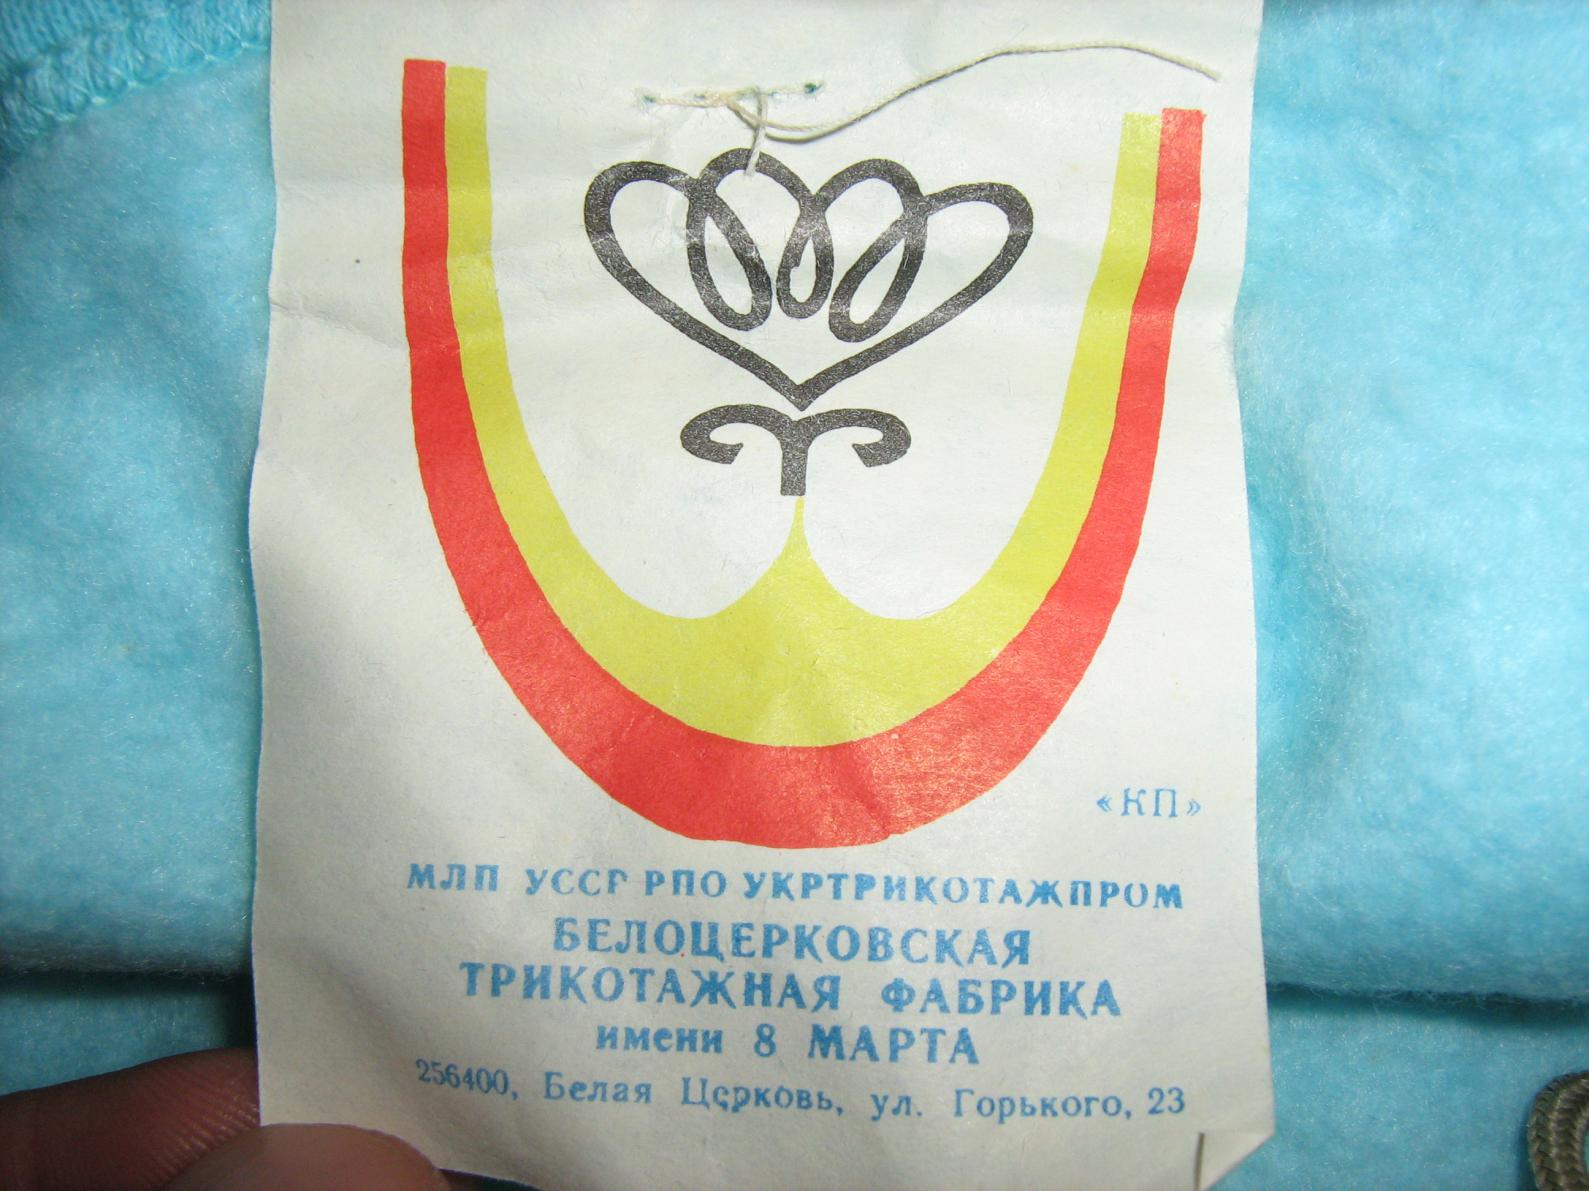 «КП»
МЛП УССР РПО УКРТРИКОТАЖПРОМ
БЕЛОЦЕРКОВСКАЯ
ТРИКОТАЖНАЯ ФАБРИКА
имени 8 МАРТА
256400, Белая Церковь, ул. Горького, 23